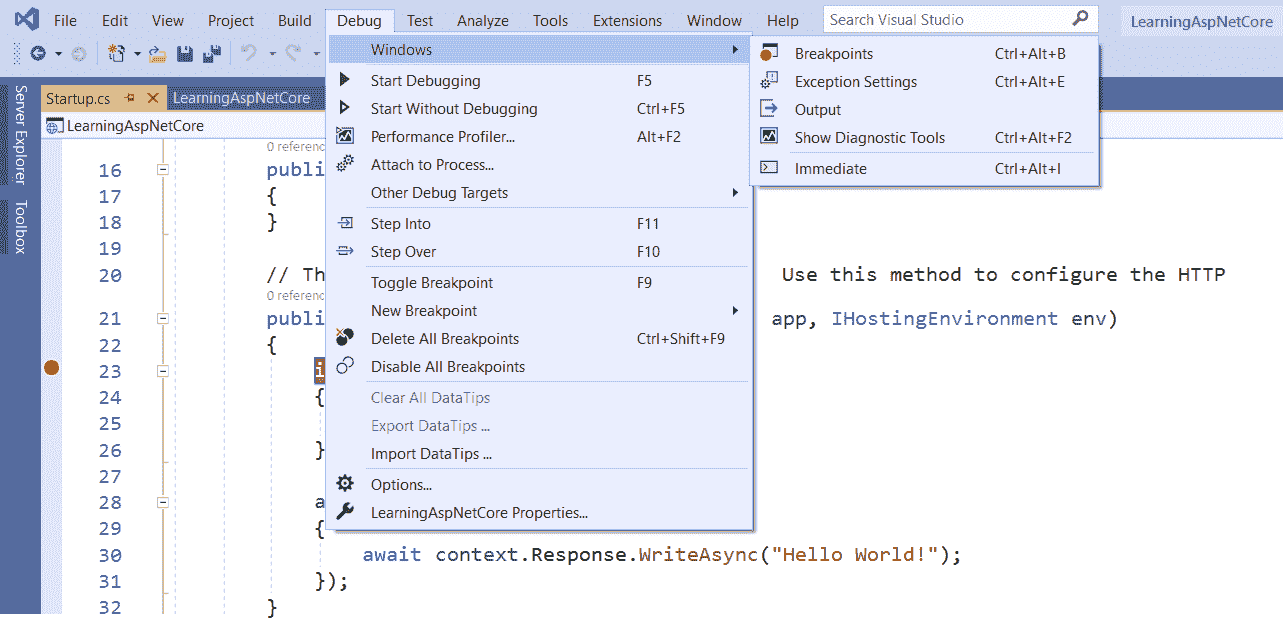 File Edit View Project Build Debug Test Analyze Tools Extensions Window Help Search Visual Studio LearningAspNetCore
Server Explorer
Toolbox
Startup.cs LearningAspNetCore
LearningAspNetCore
Windows
Start Debugging F5
Start Without Debugging Ctrl+F5
Performance Profiler... Alt+F2
Attach to Process...
Other Debug Targets
Step Into F11
Step Over F10
Toggle Breakpoint F9
New Breakpoint
Delete All Breakpoints Ctrl+Shift+F9
Disable All Breakpoints
Clear All DataTips
Export DataTips ...
Import DataTips ...
Options...
LearningAspNetCore Properties...
Breakpoints Ctrl+Alt+B
Exception Settings Ctrl+Alt+E
Output
Show Diagnostic Tools Ctrl+Alt+F2
Immediate Ctrl+Alt+I
0 referenc
16 publi
17 {
18 }
19
20 // Th Use this method to configure the HTTP
0 referenc
21 publi app, IHostingEnvironment env)
22 {
23 i
24 {
25
26 }
27
28 a
29 {
30 await context.Response.WriteAsync("Hello World!");
31 });
32 }